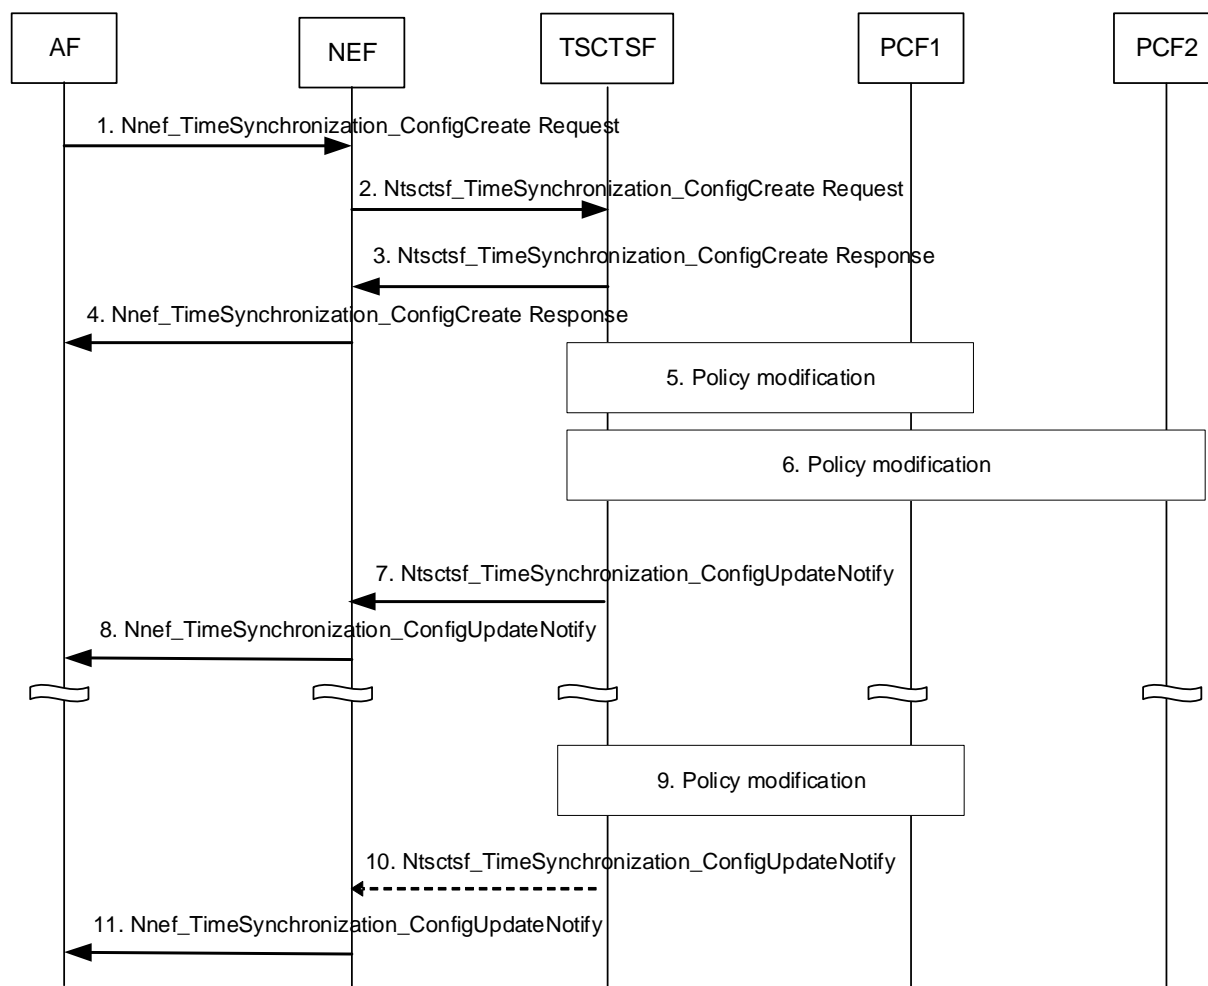 AF
NEF
TSCTSF
PCF1
PCF2
1. Nnef_TimeSynchronization_ConfigCreate Request
2. Ntsctsf_TimeSynchronization_ConfigCreate Request
3. Ntsctsf_TimeSynchronization_ConfigCreate Response
4. Nnef_TimeSynchronization_ConfigCreate Response
5. Policy modification
6. Policy modification
7. Ntsctsf_TimeSynchronization_ConfigUpdateNotify
8. Nnef_TimeSynchronization_ConfigUpdateNotify
9. Policy modification
10. Ntsctsf_TimeSynchronization_ConfigUpdateNotify
11. Nnef_TimeSynchronization_ConfigUpdateNotify